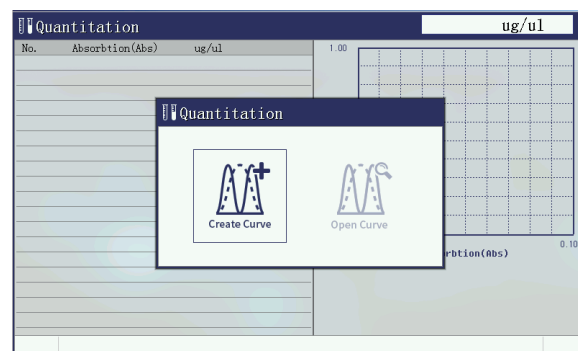 Quantitation
ug/ul
No. Absorbtion(Abs) ug/ul
1.00
Quantitation
Create Curve
Open Curve
0.10
rbtion(Abs)